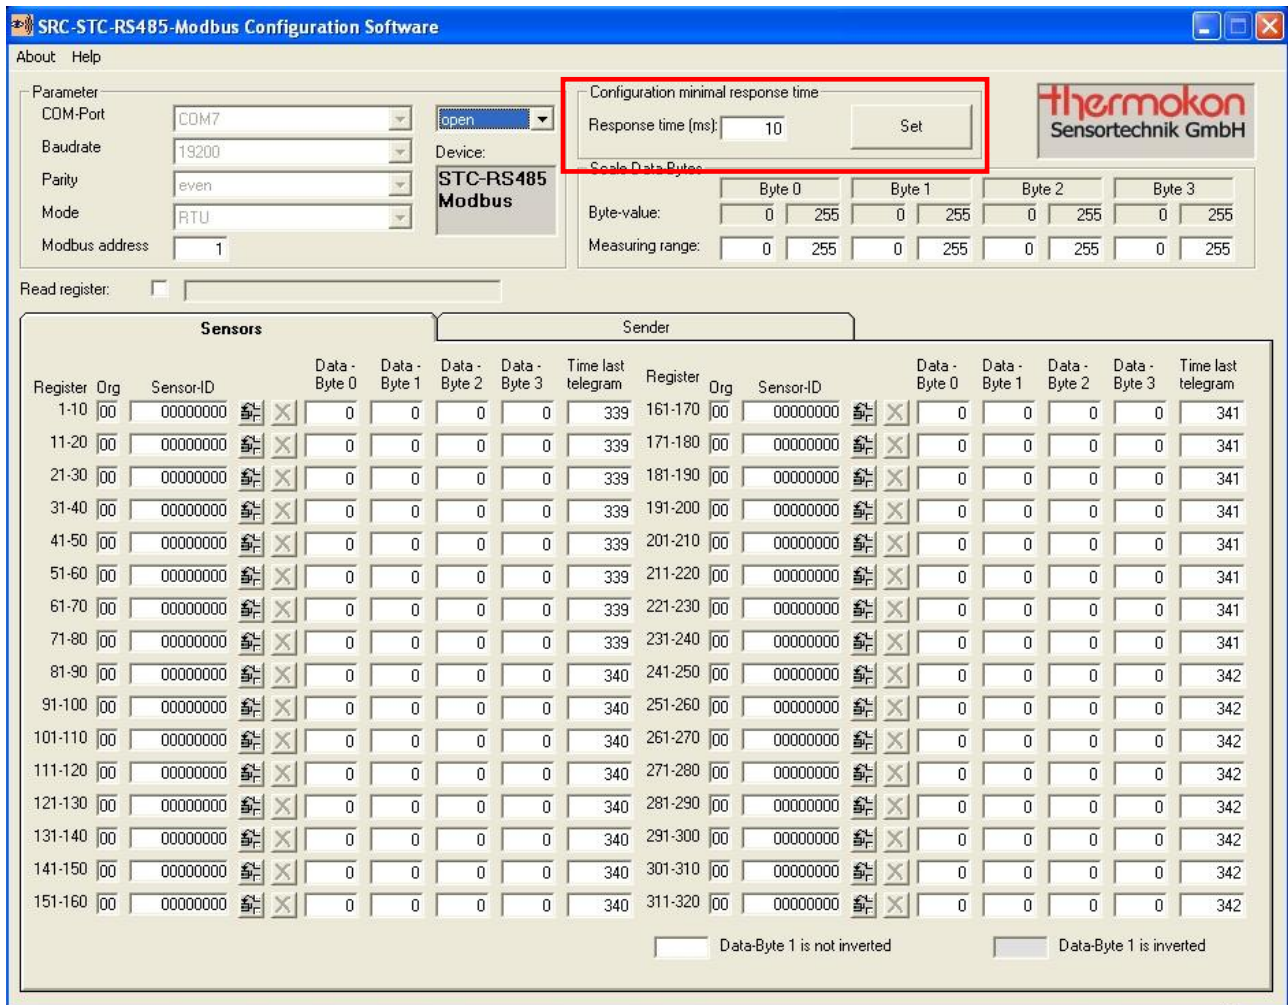 SRC-STC-RS485-Modbus Configuration Software
About Help
Parameter
COM-Port COM7 open
Baudrate 19200 Device:
Parity even STC-RS485
Mode RTU Modbus
Modbus address 1
Configuration minimal response time
Response time (ms): 10 Set
thermokon
Sensortechnik GmbH
Scale Data Bytes
Byte 0 Byte 1 Byte 2 Byte 3
Byte-value: 0 255 0 255 0 255 0 255
Measuring range: 0 255 0 255 0 255 0 255
Read register:
Sensors Sender
Register Org Sensor-ID Data-Byte 0 Data-Byte 1 Data-Byte 2 Data-Byte 3 Time last telegram Register Org Sensor-ID Data-Byte 0 Data-Byte 1 Data-Byte 2 Data-Byte 3 Time last telegram
1-10 00 00000000 X 0 0 0 0 339 161-170 00 00000000 X 0 0 0 0 341
11-20 00 00000000 X 0 0 0 0 339 171-180 00 00000000 X 0 0 0 0 341
21-30 00 00000000 X 0 0 0 0 339 181-190 00 00000000 X 0 0 0 0 341
31-40 00 00000000 X 0 0 0 0 339 191-200 00 00000000 X 0 0 0 0 341
41-50 00 00000000 X 0 0 0 0 339 201-210 00 00000000 X 0 0 0 0 341
51-60 00 00000000 X 0 0 0 0 339 211-220 00 00000000 X 0 0 0 0 341
61-70 00 00000000 X 0 0 0 0 339 221-230 00 00000000 X 0 0 0 0 341
71-80 00 00000000 X 0 0 0 0 339 231-240 00 00000000 X 0 0 0 0 341
81-90 00 00000000 X 0 0 0 0 340 241-250 00 00000000 X 0 0 0 0 342
91-100 00 00000000 X 0 0 0 0 340 251-260 00 00000000 X 0 0 0 0 342
101-110 00 00000000 X 0 0 0 0 340 261-270 00 00000000 X 0 0 0 0 342
111-120 00 00000000 X 0 0 0 0 340 271-280 00 00000000 X 0 0 0 0 342
121-130 00 00000000 X 0 0 0 0 340 281-290 00 00000000 X 0 0 0 0 342
131-140 00 00000000 X 0 0 0 0 340 291-300 00 00000000 X 0 0 0 0 342
141-150 00 00000000 X 0 0 0 0 340 301-310 00 00000000 X 0 0 0 0 342
151-160 00 00000000 X 0 0 0 0 340 311-320 00 00000000 X 0 0 0 0 342
Data-Byte 1 is not inverted Data-Byte 1 is inverted